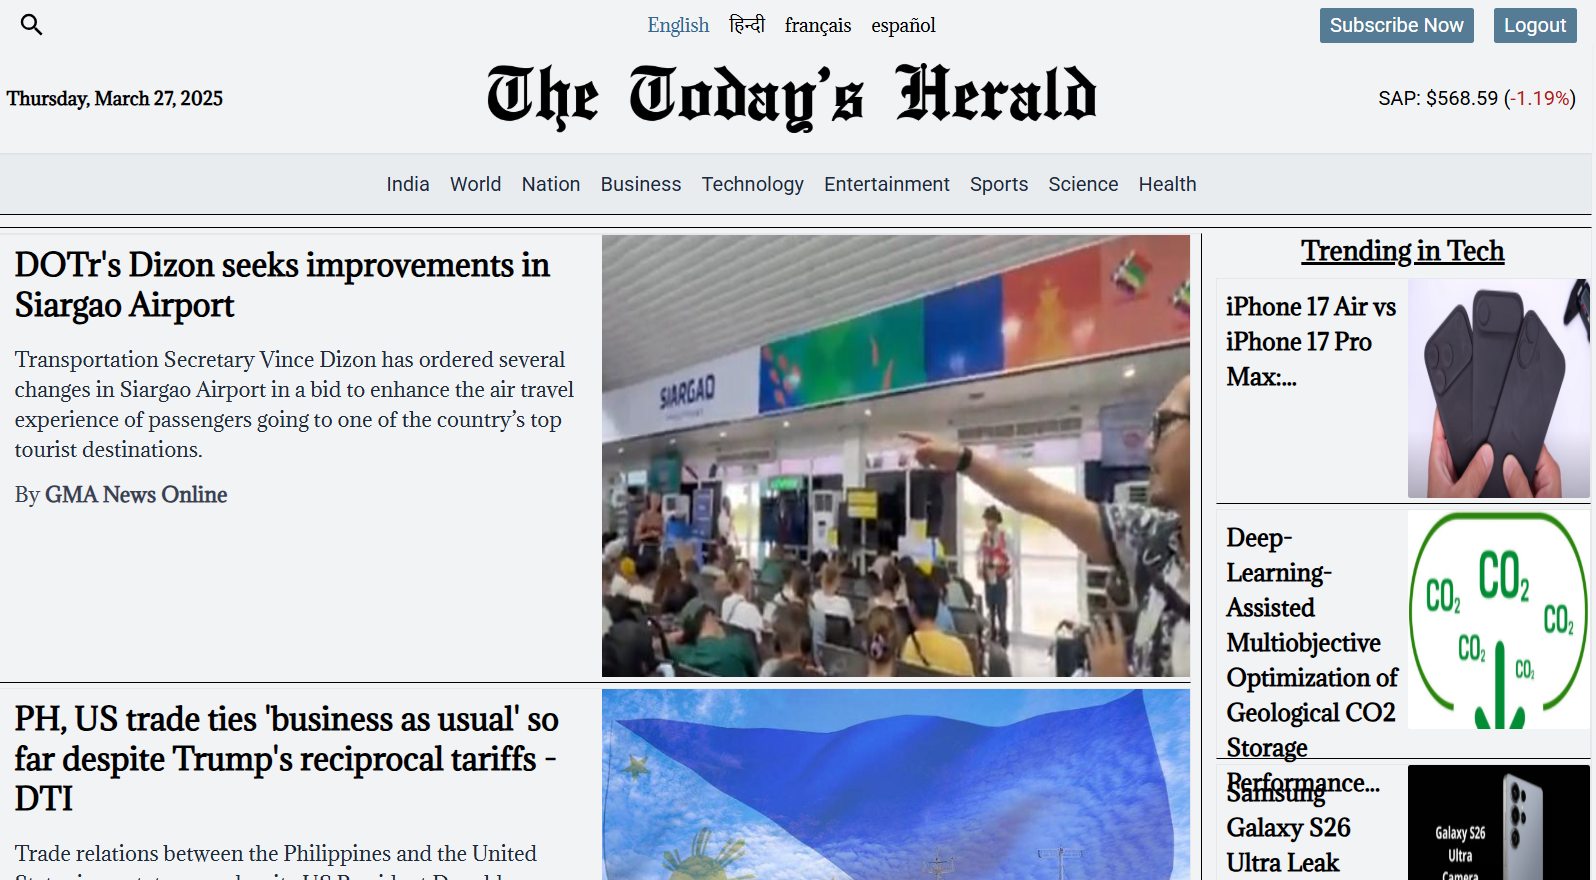 English हिन्दी français español
Subscribe Now Logout
Thursday, March 27, 2025
The Today's Herald
SAP: $568.59 (-1.19%)
India World Nation Business Technology Entertainment Sports Science Health
DOTr's Dizon seeks improvements in
Siargao Airport
Transportation Secretary Vince Dizon has ordered several
changes in Siargao Airport in a bid to enhance the air travel
experience of passengers going to one of the country’s top
tourist destinations.
By GMA News Online
SIARGAO
PH, US trade ties 'business as usual' so
far despite Trump's reciprocal tariffs -
DTI
Trade relations between the Philippines and the United
Trending in Tech
iPhone 17 Air vs
iPhone 17 Pro
Max:...
Deep-
Learning-
Assisted
Multiobjective
Optimization of
Geological CO2
Storage
Performance...
CO2
CO2
CO2
CO2
CO2
Samsung
Galaxy S26
Ultra Leak
Galaxy S26
Ultra
Camera